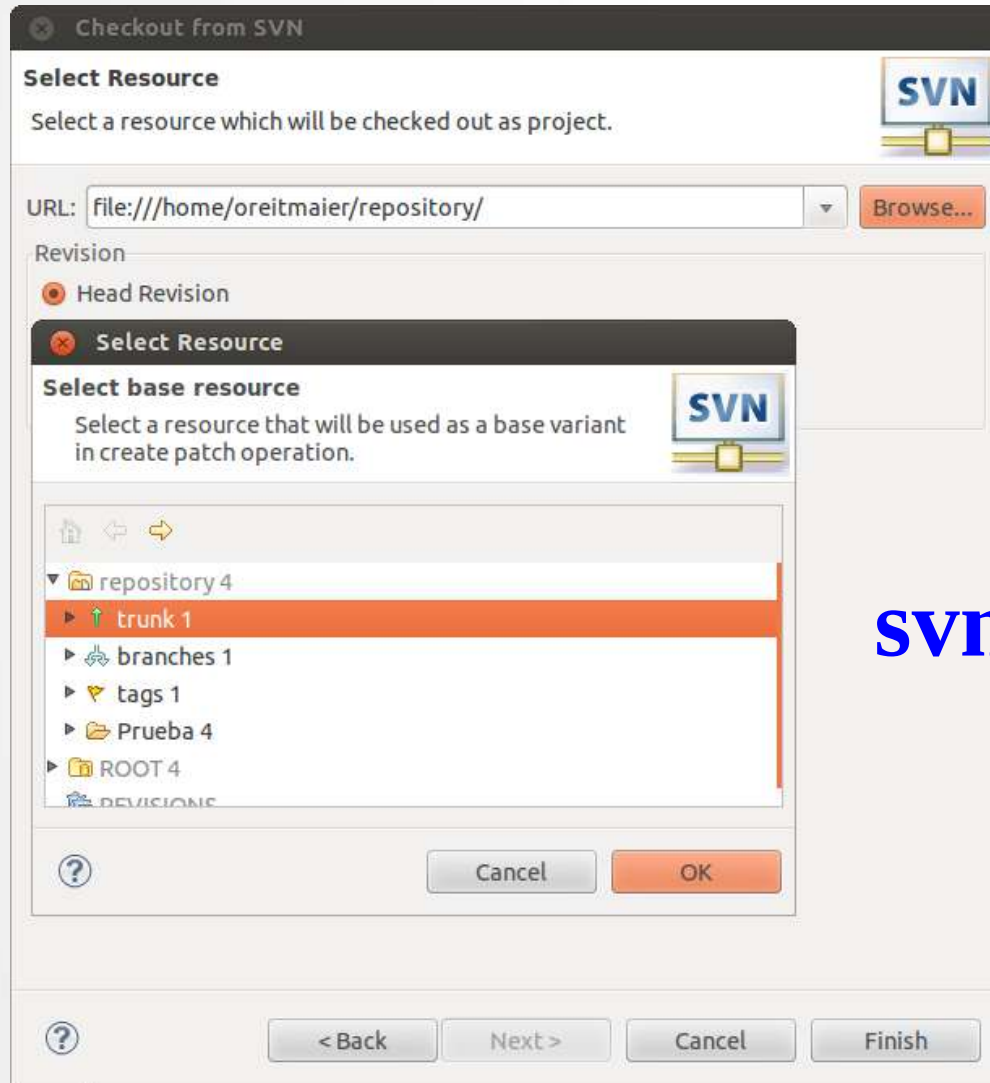 Checkout from SVN
Select Resource
Select a resource which will be checked out as project.
SVN
URL: file:///home/oreitmaier/repository/ Browse...
Revision
Head Revision
Select Resource
Select base resource
Select a resource that will be used as a base variant
in create patch operation.
SVN
repository 4
trunk 1
branches 1
tags 1
Prueba 4
ROOT 4
REVISIONS
Cancel OK
svn
< Back Next > Cancel Finish